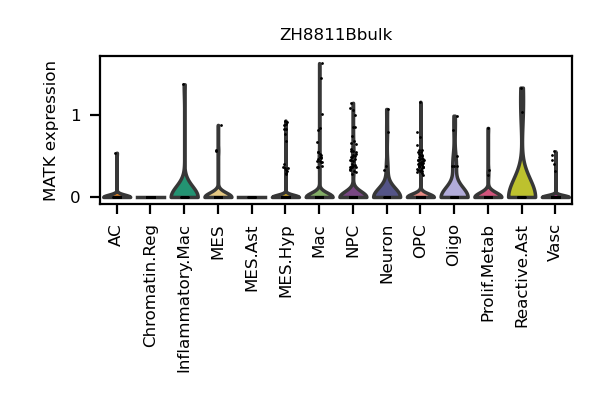 ZH8811Bbulk
MATK expression
1
0
AC
Chromatin.Reg
Inflammatory.Mac
MES
MES.Ast
MES.Hyp
Mac
NPC
Neuron
OPC
Oligo
Prolif.Metab
Reactive.Ast
Vasc